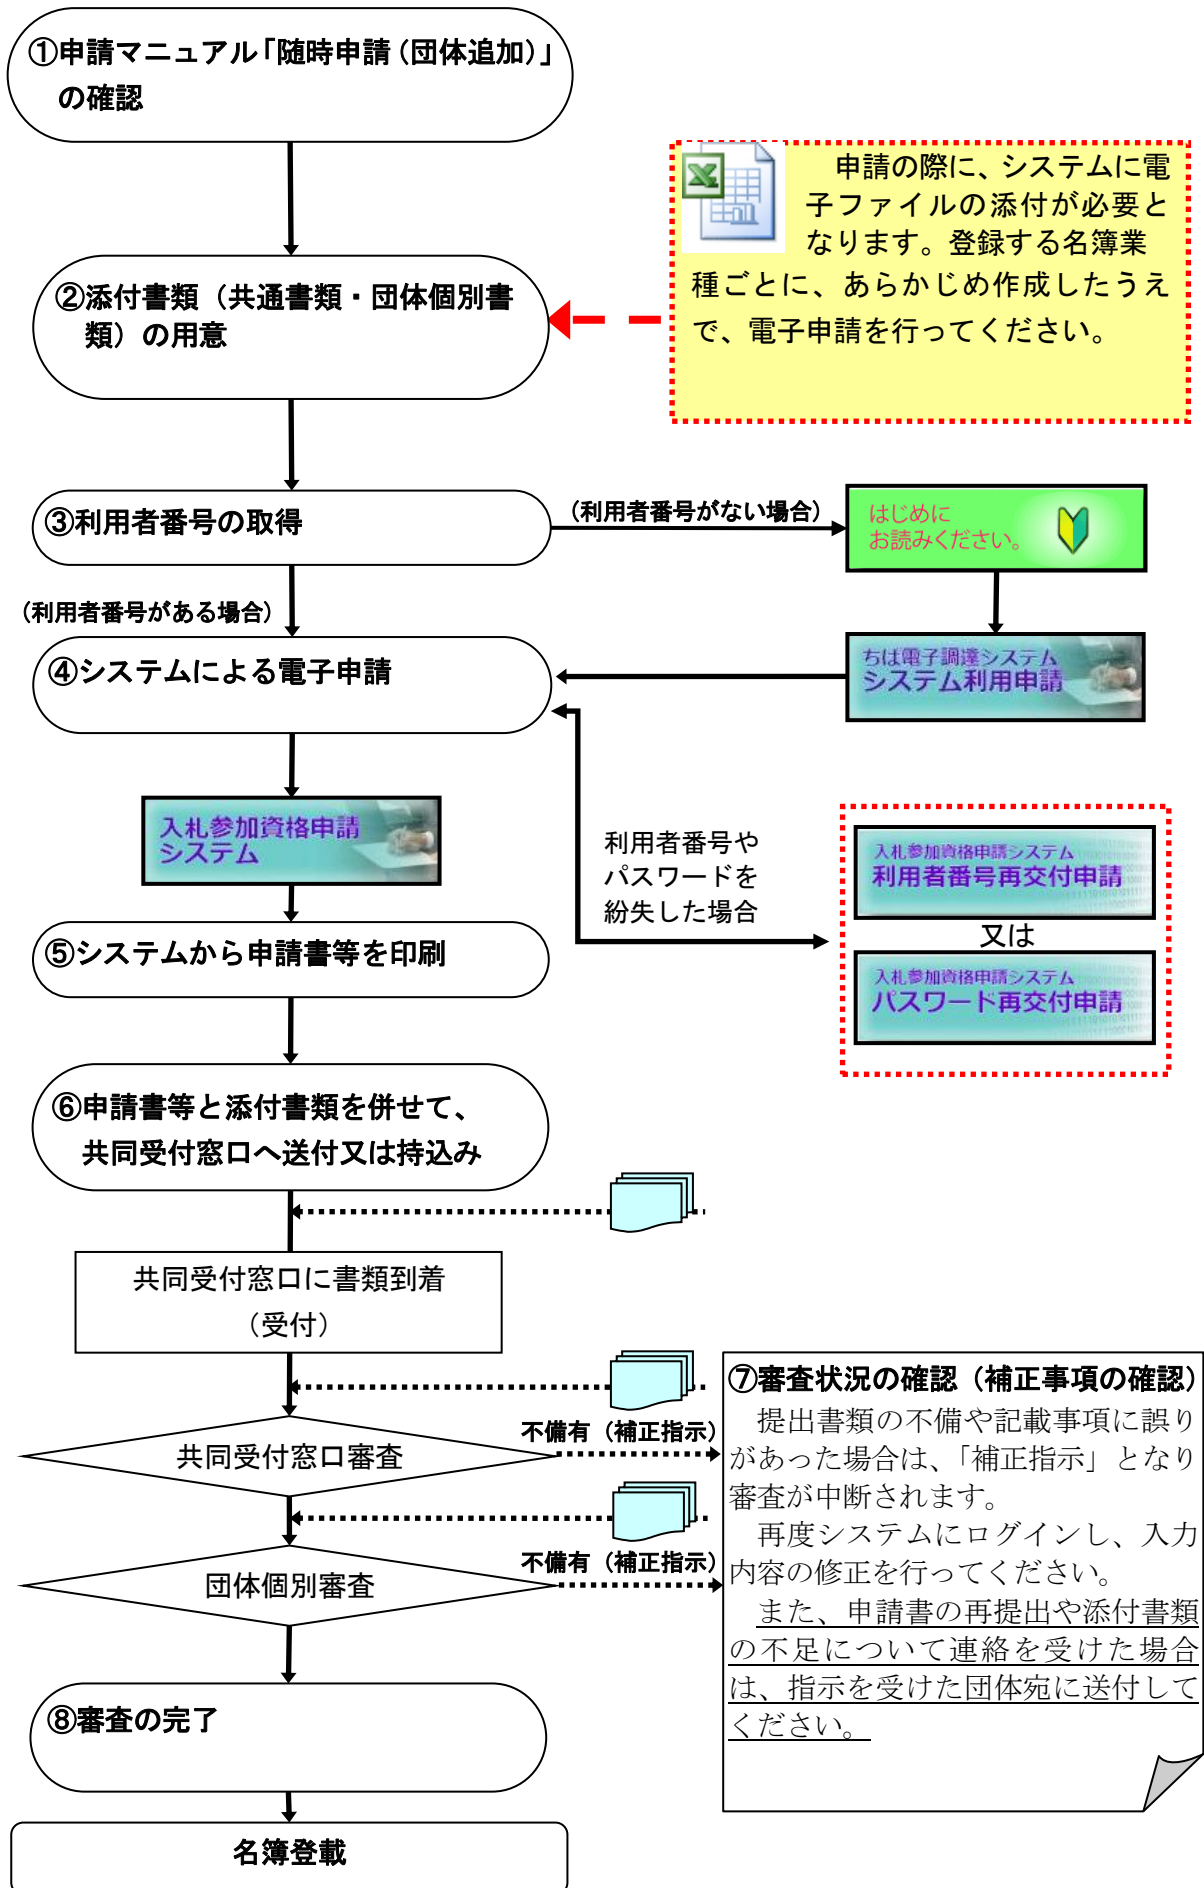 ①申請マニュアル「随時申請（団体追加）」
の確認
申請の際に、システムに電
子ファイルの添付が必要と
なります。登録する名簿業
種ごとに、あらかじめ作成したうえ
で、電子申請を行ってください。
②添付書類（共通書類・団体個別書
類）の用意
③利用者番号の取得
（利用者番号がない場合）
はじめに
お読みください。
（利用者番号がある場合）
④システムによる電子申請
ちば電子調達システム
システム利用申請
入札参加資格申請
システム
利用者番号や
パスワードを
紛失した場合
入札参加資格申請システム
利用者番号再交付申請
又は
入札参加資格申請システム
パスワード再交付申請
⑤システムから申請書等を印刷
⑥申請書等と添付書類を併せて、
共同受付窓口へ送付又は持込み
共同受付窓口に書類到着
（受付）
共同受付窓口審査
不備有（補正指示）
団体個別審査
不備有（補正指示）
⑦審査状況の確認（補正事項の確認）
提出書類の不備や記載事項に誤り
があった場合は、「補正指示」となり
審査が中断されます。
再度システムにログインし、入力
内容の修正を行ってください。
また、申請書の再提出や添付書類
の不足について連絡を受けた場合
は、指示を受けた団体宛に送付して
ください。
⑧審査の完了
名簿登載